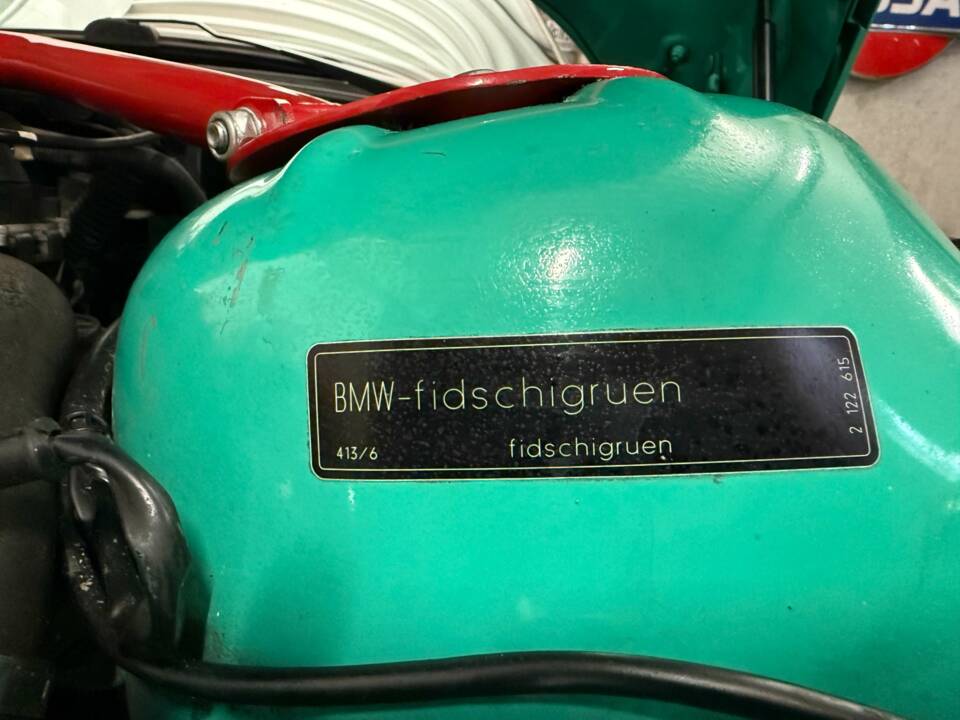 BMW-fidschigruen
413/6
fidschigruen
2 122 615